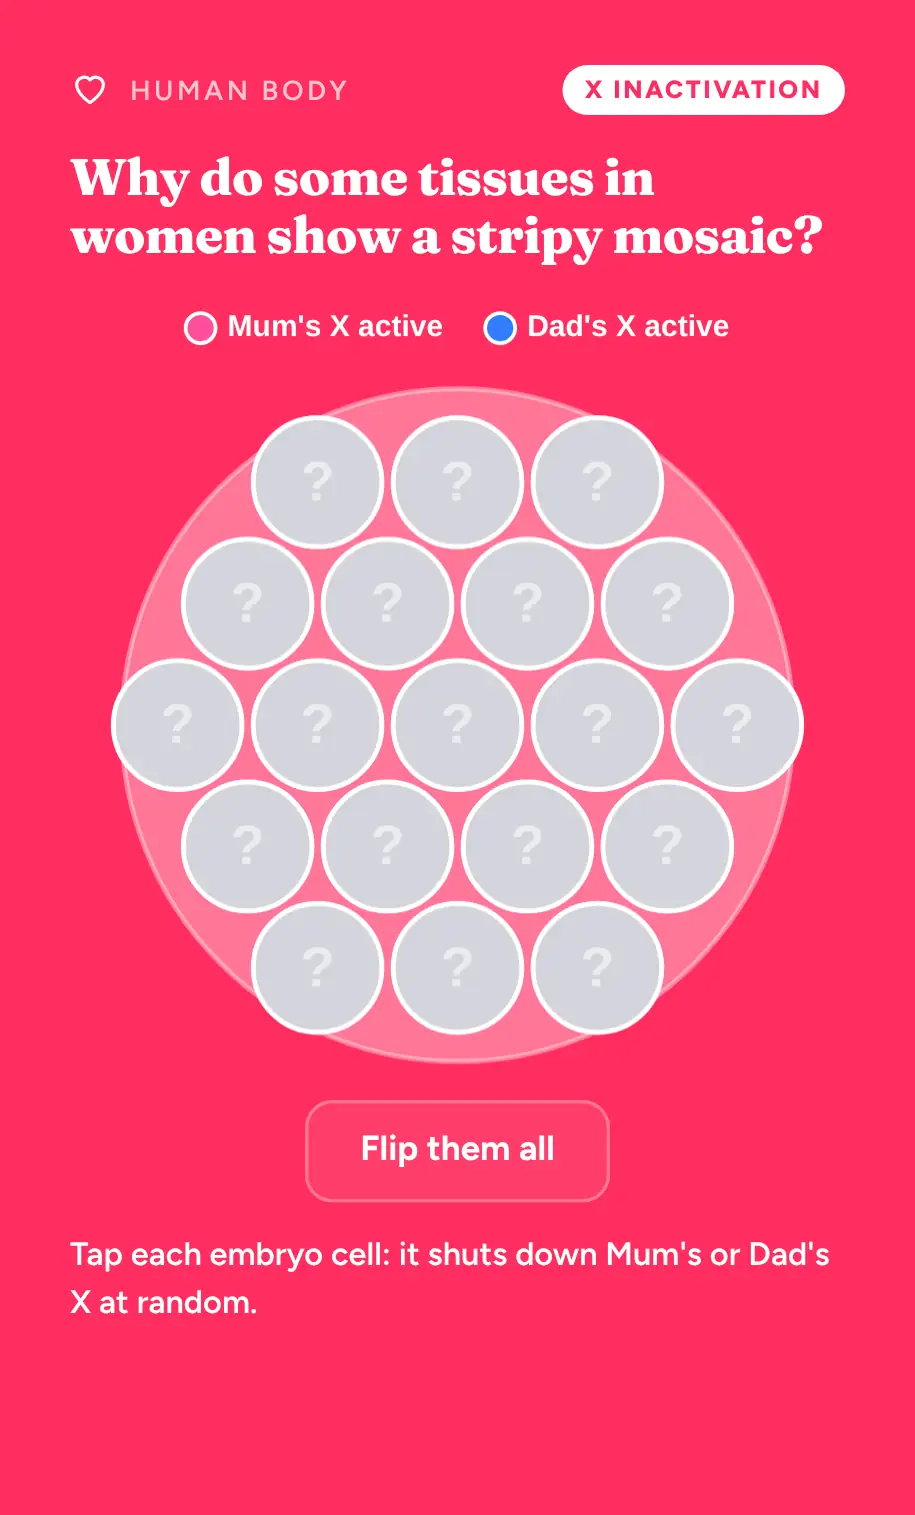 HUMAN BODY
X INACTIVATION
Why do some tissues in
women show a stripy mosaic?
Mum's X active
Dad's X active
? ? ?
? ? ? ?
? ? ? ? ?
? ? ? ?
? ? ?
Flip them all
Tap each embryo cell: it shuts down Mum's or Dad's
X at random.